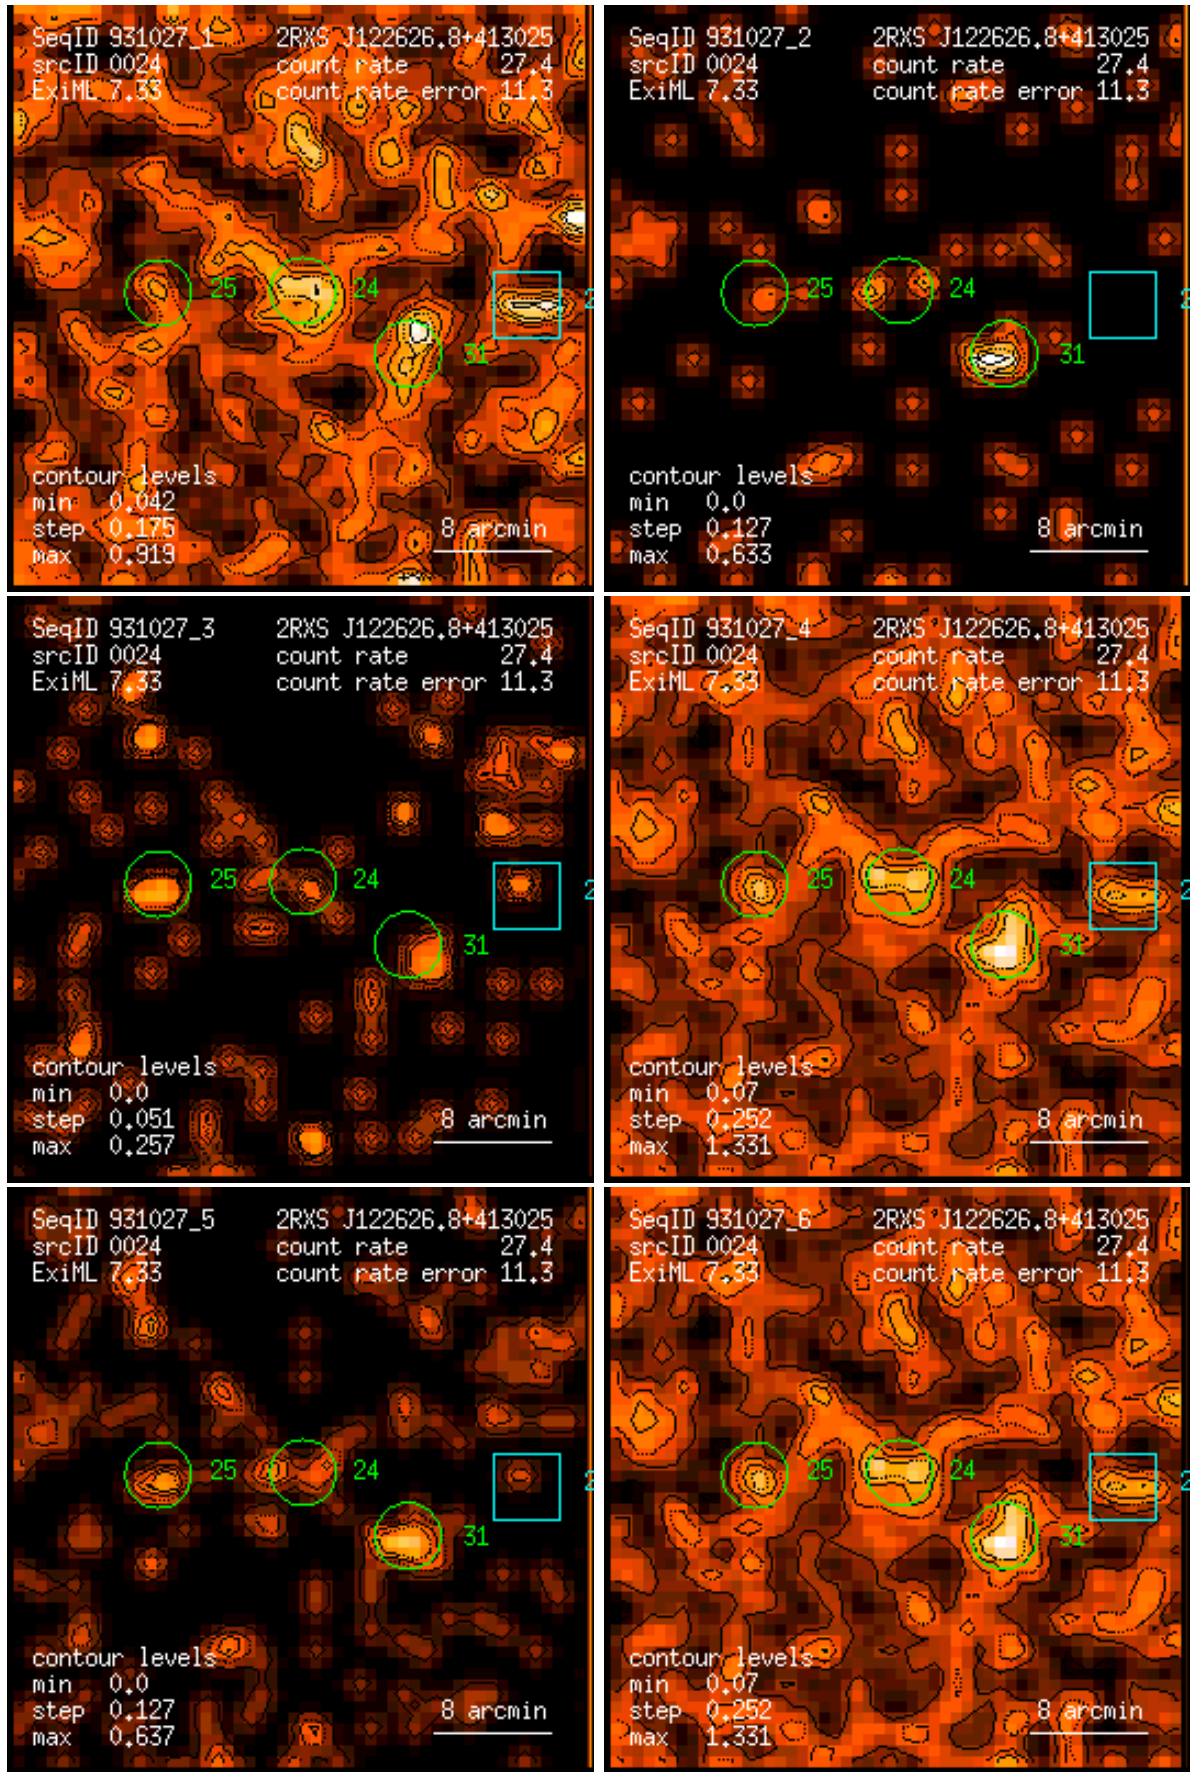 SeqID 931027_1 2RXS J122626.8+413025
srcID 0024 count rate 27.4
ExiML 7.33 count rate error 11.3
25 24
31
2
contour levels
min 0.042
step 0.175 8 arcmin
max 0.919
SeqID 931027_2 2RXS J122626.8+413025
srcID 0024 count rate 27.4
ExiML 7.33 count rate error 11.3
25 24
31
2
contour levels
min 0.0
step 0.127 8 arcmin
max 0.633
SeqID 931027_3 2RXS J122626.8+413025
srcID 0024 count rate 27.4
ExiML 7.33 count rate error 11.3
25 24
31
2
contour levels
min 0.0
step 0.051 8 arcmin
max 0.257
SeqID 931027_4 2RXS J122626.8+413025
srcID 0024 count rate 27.4
ExiML 7.33 count rate error 11.3
25 24
31
2
contour levels
min 0.07
step 0.252 8 arcmin
max 1.331
SeqID 931027_5 2RXS J122626.8+413025
srcID 0024 count rate 27.4
ExiML 7.33 count rate error 11.3
25 24
31
2
contour levels
min 0.0
step 0.127 8 arcmin
max 0.637
SeqID 931027_6 2RXS J122626.8+413025
srcID 0024 count rate 27.4
ExiML 7.33 count rate error 11.3
25 24
31
2
contour levels
min 0.07
step 0.252 8 arcmin
max 1.331